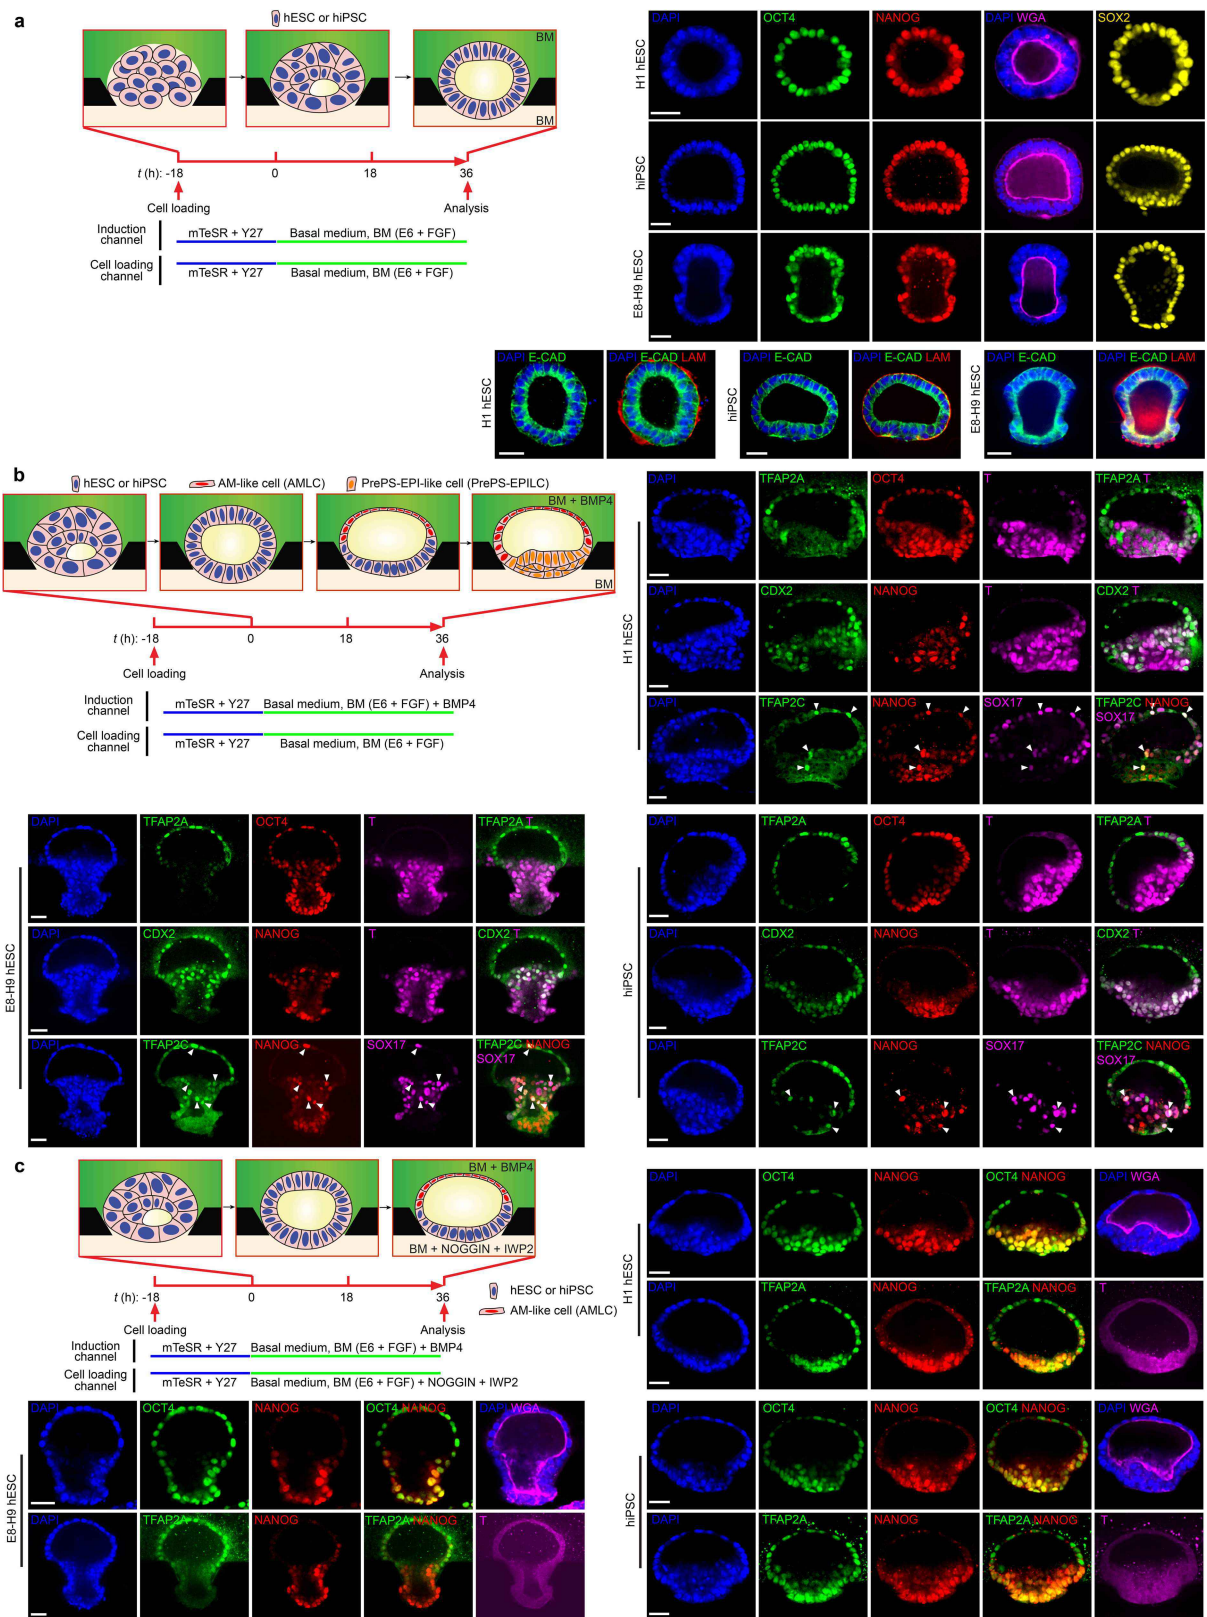 a
hESC or hiPSC
BM
BM
t (h): -18 0 18 36
Cell loading
Analysis
Induction channel
mTeSR + Y27
Basal medium, BM (E6 + FGF)
Cell loading channel
mTeSR + Y27
Basal medium, BM (E6 + FGF)
DAPI OCT4 NANOG DAPI WGA SOX2
H1 hESC
hiPSC
E8-H9 hESC
H1 hESC
DAPI E-CAD
DAPI E-CAD LAM
hiPSC
DAPI E-CAD
DAPI E-CAD LAM
E8-H9 hESC
DAPI E-CAD
DAPI E-CAD LAM
b
hESC or hiPSC
AM-like cell (AMLC)
PrePS-EPI-like cell (PrePS-EPILC)
BM + BMP4
BM
t (h): -18 0 18 36
Cell loading
Analysis
Induction channel
mTeSR + Y27
Basal medium, BM (E6 + FGF) + BMP4
Cell loading channel
mTeSR + Y27
Basal medium, BM (E6 + FGF)
H1 hESC
DAPI TFAP2A OCT4 T TFAP2A T
DAPI CDX2 NANOG T CDX2 T
DAPI TFAP2C NANOG SOX17 TFAP2C NANOG
SOX17
E8-H9 hESC
DAPI TFAP2A OCT4 T TFAP2A T
DAPI CDX2 NANOG T CDX2 T
DAPI TFAP2C NANOG SOX17 TFAP2C NANOG
SOX17
hiPSC
DAPI TFAP2A OCT4 T TFAP2A T
DAPI CDX2 NANOG T CDX2 T
DAPI TFAP2C NANOG SOX17 TFAP2C NANOG
SOX17
c
BM + BMP4
BM + NOGGIN + IWP2
t (h): -18 0 18 36
hESC or hiPSC
AM-like cell (AMLC)
Cell loading
Analysis
Induction channel
mTeSR + Y27
Basal medium, BM (E6 + FGF) + BMP4
Cell loading channel
mTeSR + Y27
Basal medium, BM (E6 + FGF) + NOGGIN + IWP2
H1 hESC
DAPI OCT4 NANOG OCT4 NANOG DAPI WGA
DAPI TFAP2A NANOG TFAP2A NANOG T
E8-H9 hESC
DAPI OCT4 NANOG OCT4 NANOG DAPI WGA
DAPI TFAP2A NANOG TFAP2A NANOG T
hiPSC
DAPI OCT4 NANOG OCT4 NANOG DAPI WGA
DAPI TFAP2A NANOG TFAP2A NANOG T